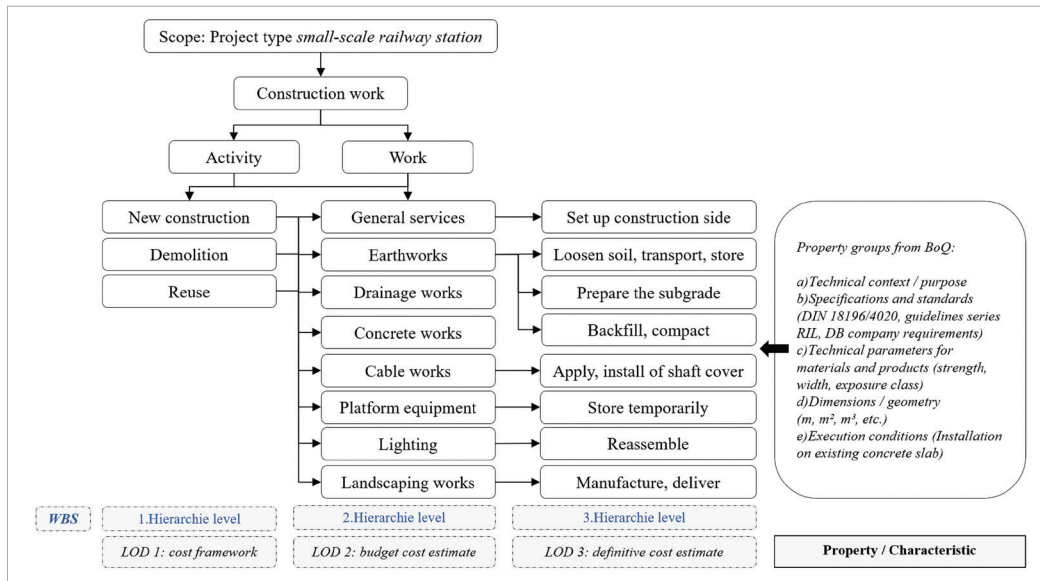 Scope: Project type small-scale railway station
Construction work
Activity
Work
New construction
General services
Set up construction side
Demolition
Earthworks
Loosen soil, transport, store
Reuse
Drainage works
Prepare the subgrade
Concrete works
Backfill, compact
Cable works
Apply, install of shaft cover
Platform equipment
Store temporarily
Lighting
Reassemble
Landscaping works
Manufacture, deliver
Property groups from BoQ:
a)Technical context / purpose
b)Specifications and standards
(DIN 18196/4020, guidelines series
RIL, DB company requirements)
c)Technical parameters for
materials and products (strength,
width, exposure class)
d)Dimensions / geometry
(m, m², m³, etc.)
e)Execution conditions (Installation
on existing concrete slab)
WBS
1.Hierarchie level
2.Hierarchie level
3.Hierarchie level
LOD 1: cost framework
LOD 2: budget cost estimate
LOD 3: definitive cost estimate
Property / Characteristic